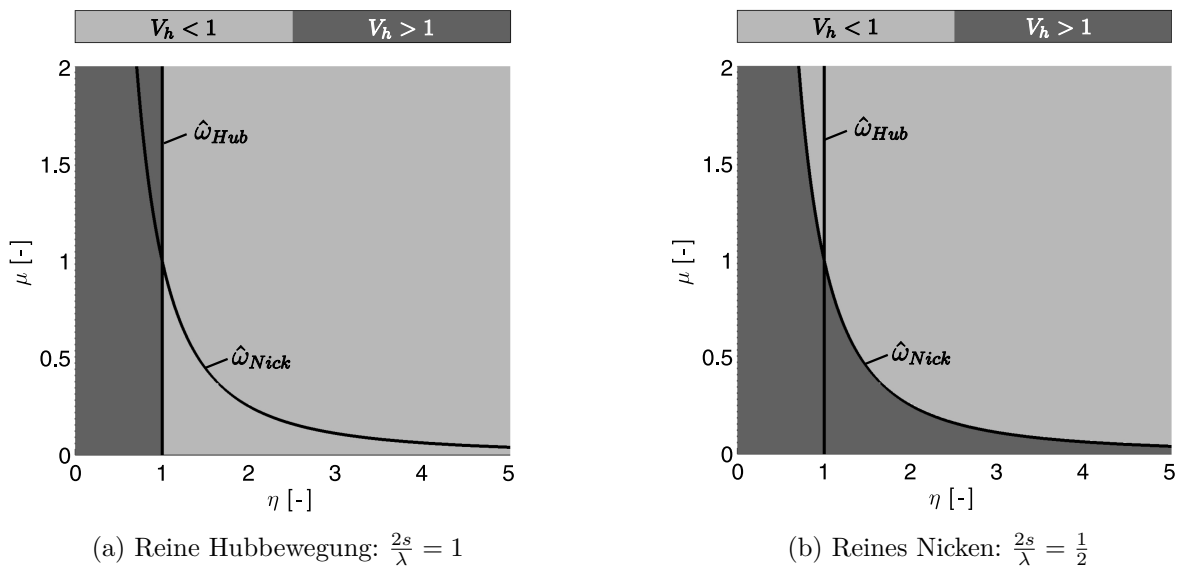 V_h < 1 V_h > 1
2
1.5
1
0.5
0
μ [-]
ω̂_Hub
ω̂_Nick
0 1 2 3 4 5
η [-]
(a) Reine Hubbewegung: 2s/λ = 1
V_h < 1 V_h > 1
2
1.5
1
0.5
0
μ [-]
ω̂_Hub
ω̂_Nick
0 1 2 3 4 5
η [-]
(b) Reines Nicken: 2s/λ = 1/2